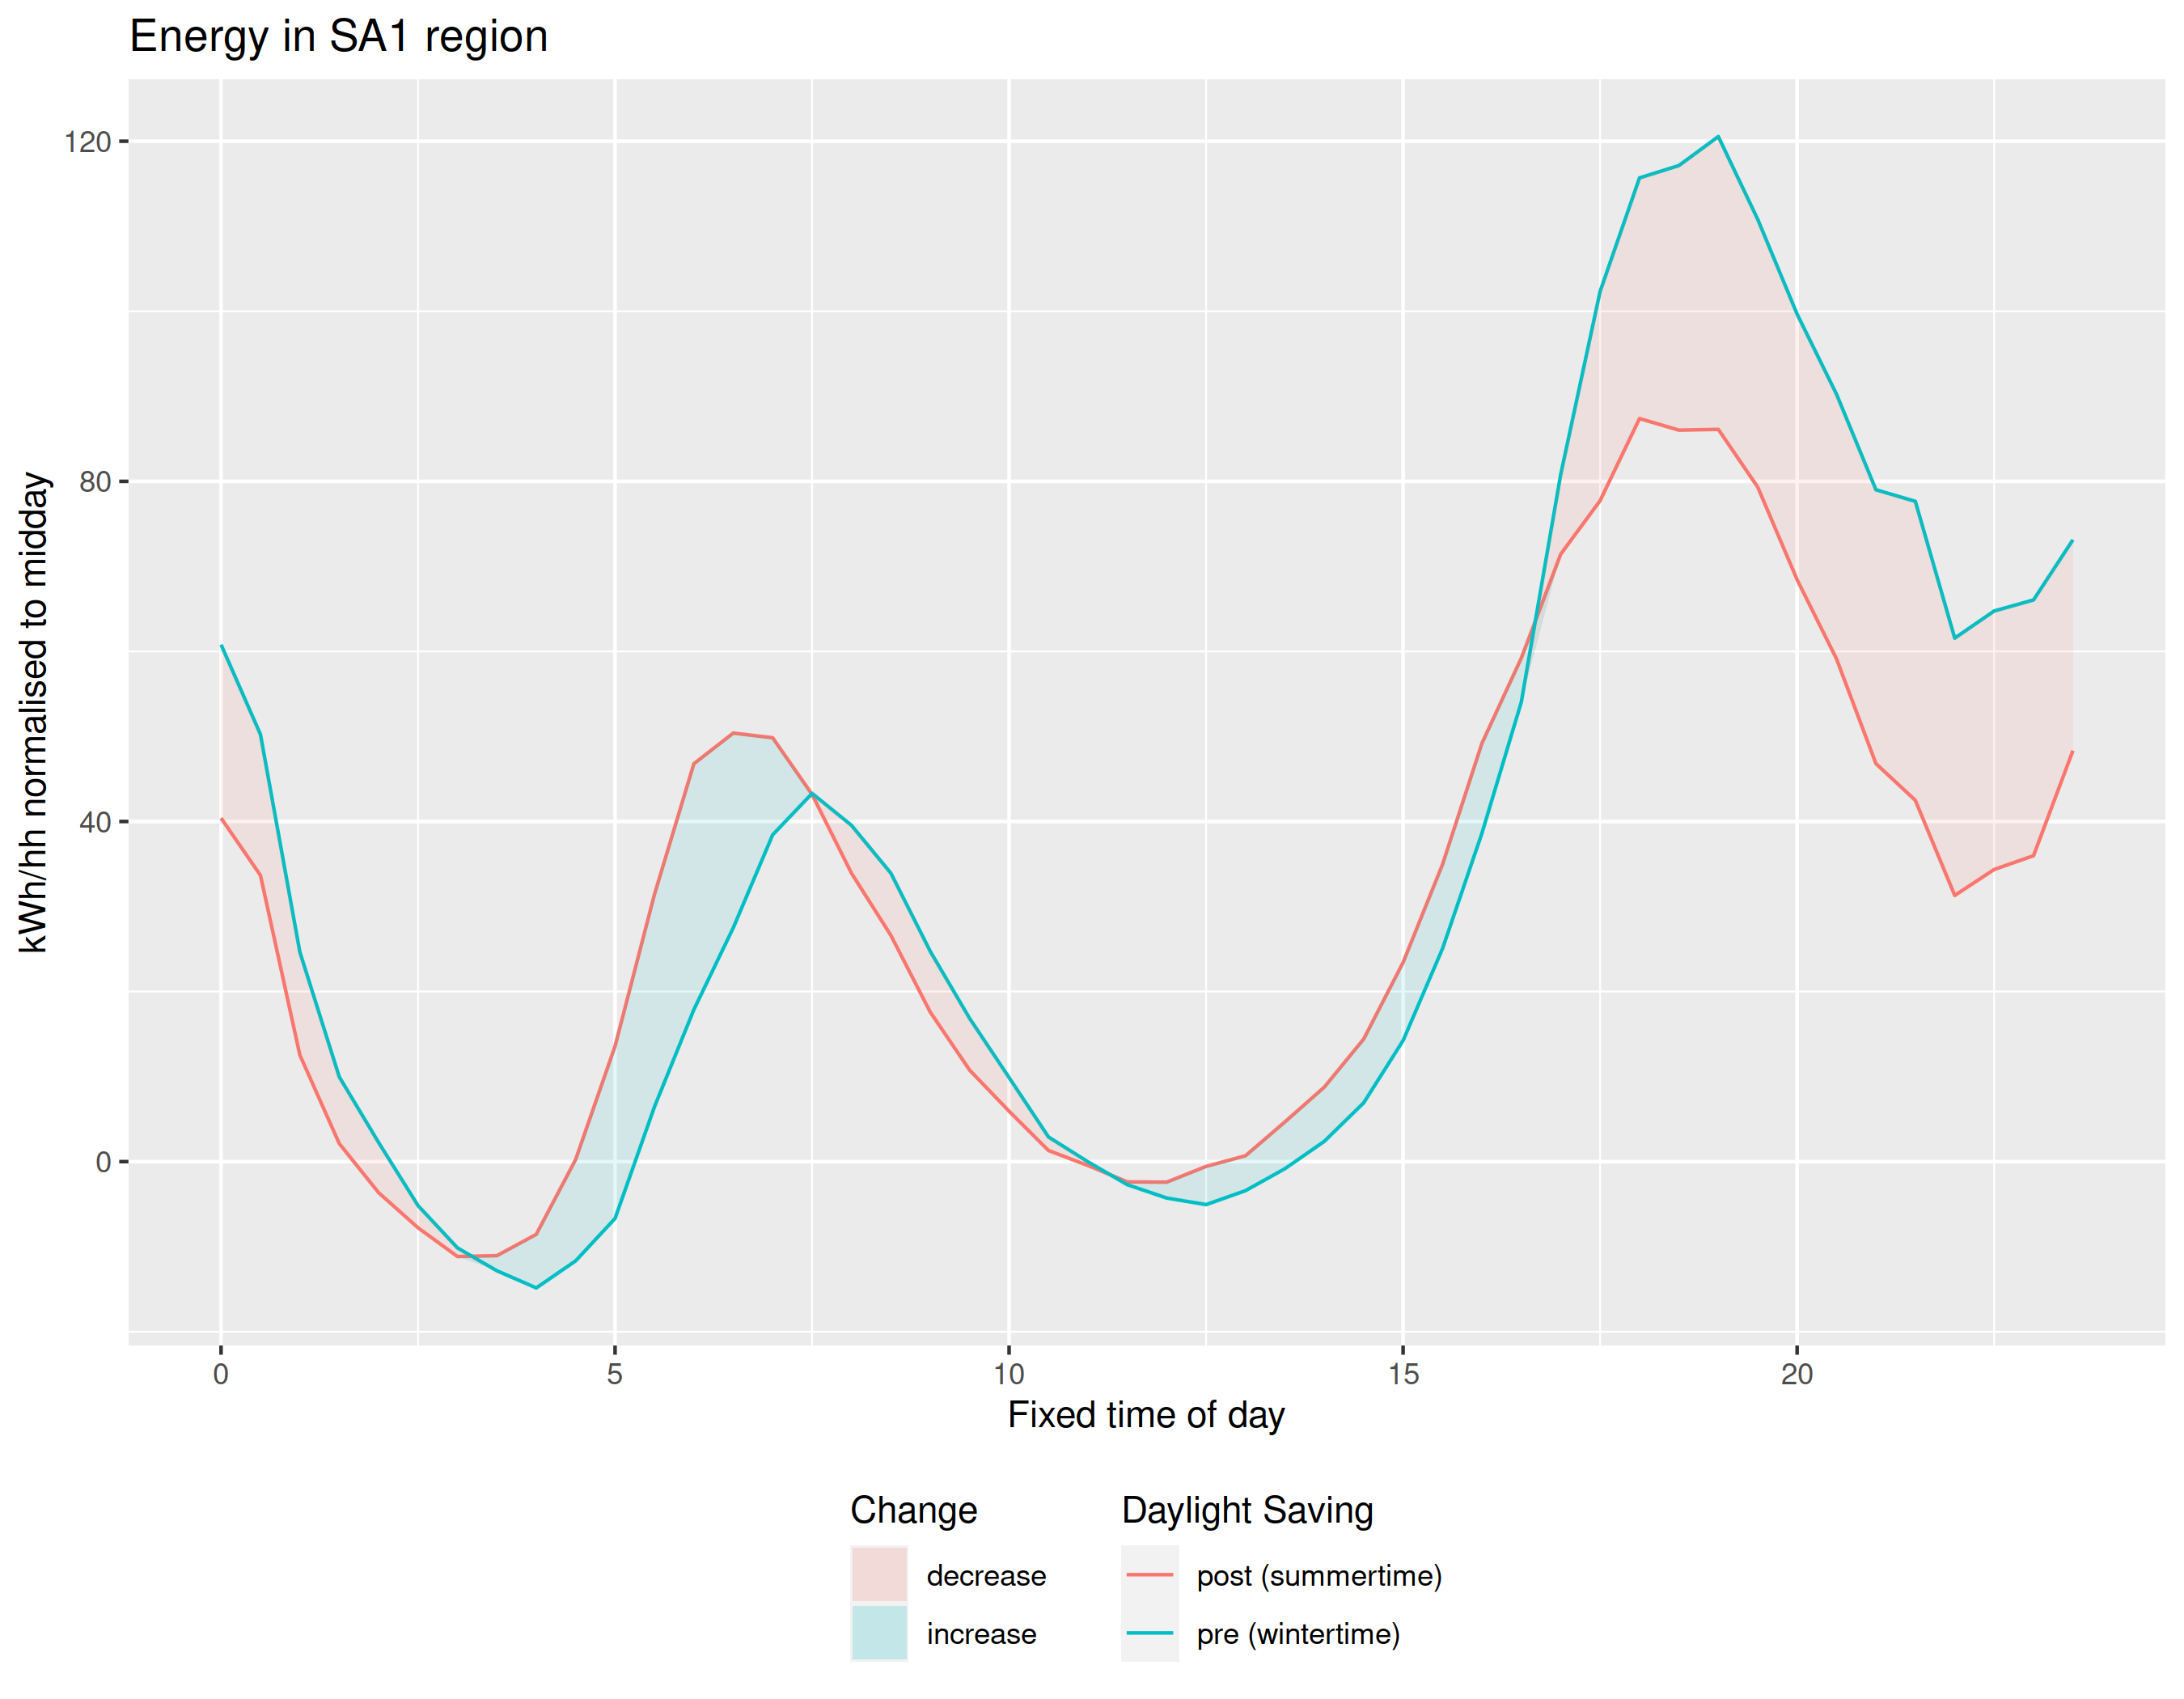 Energy in SA1 region
kWh/hh normalised to midday
120
80
40
0
0 5 10 15 20
Fixed time of day
Change
decrease
increase
Daylight Saving
post (summertime)
pre (wintertime)